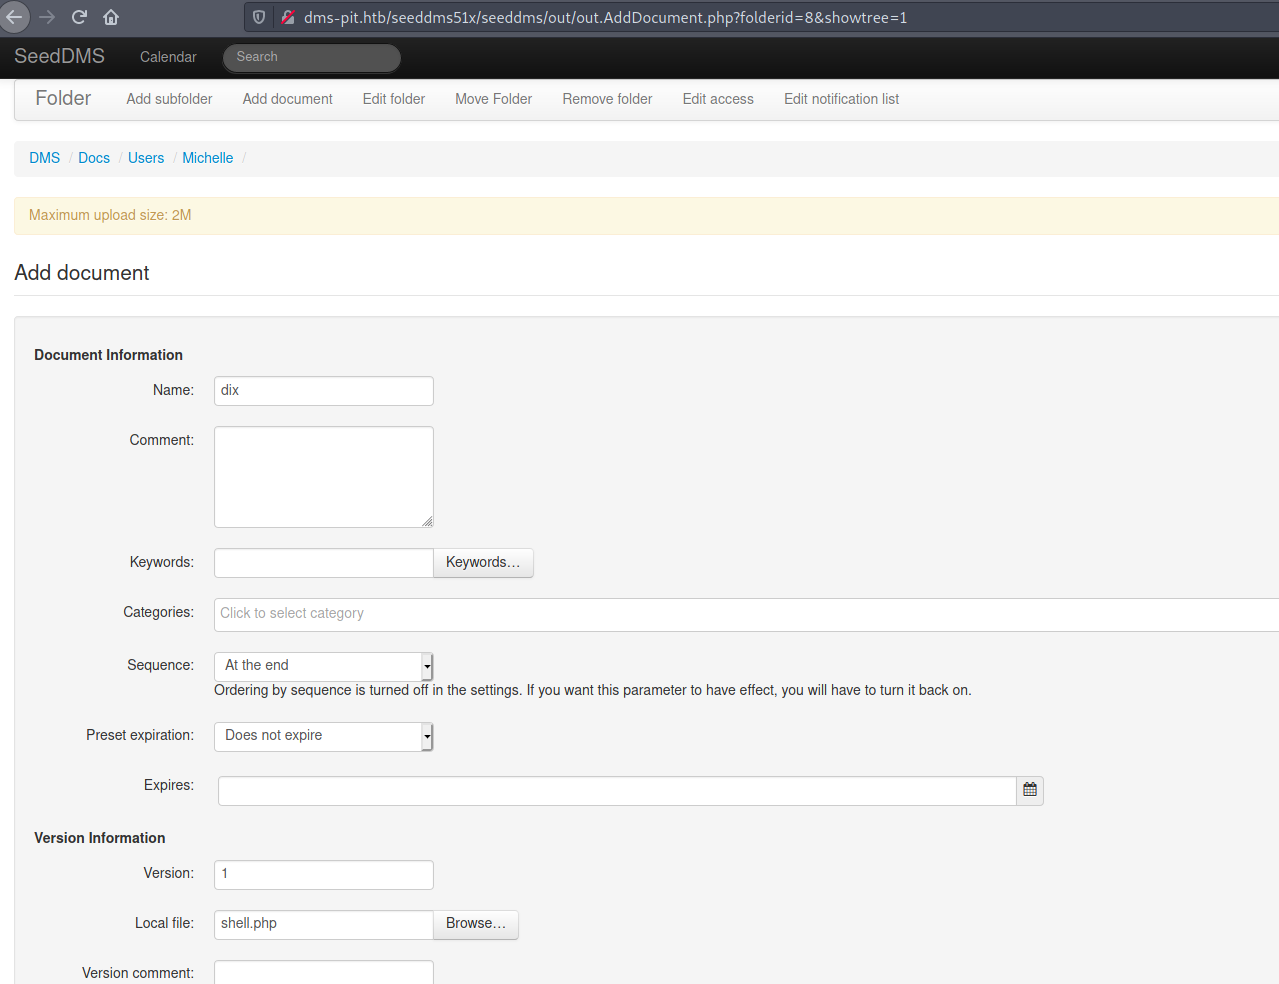 dms-pit.htb/seeddms51x/seeddms/out/out.AddDocument.php?folderid=8&showtree=1
SeedDMS Calendar Search
Folder Add subfolder Add document Edit folder Move Folder Remove folder Edit access Edit notification list
DMS / Docs / Users / Michelle /
Maximum upload size: 2M
Add document
Document Information
Name: dix
Comment:
Keywords: Keywords...
Categories: Click to select category
Sequence: At the end
Ordering by sequence is turned off in the settings. If you want this parameter to have effect, you will have to turn it back on.
Preset expiration: Does not expire
Expires:
Version Information
Version: 1
Local file: shell.php Browse...
Version comment: